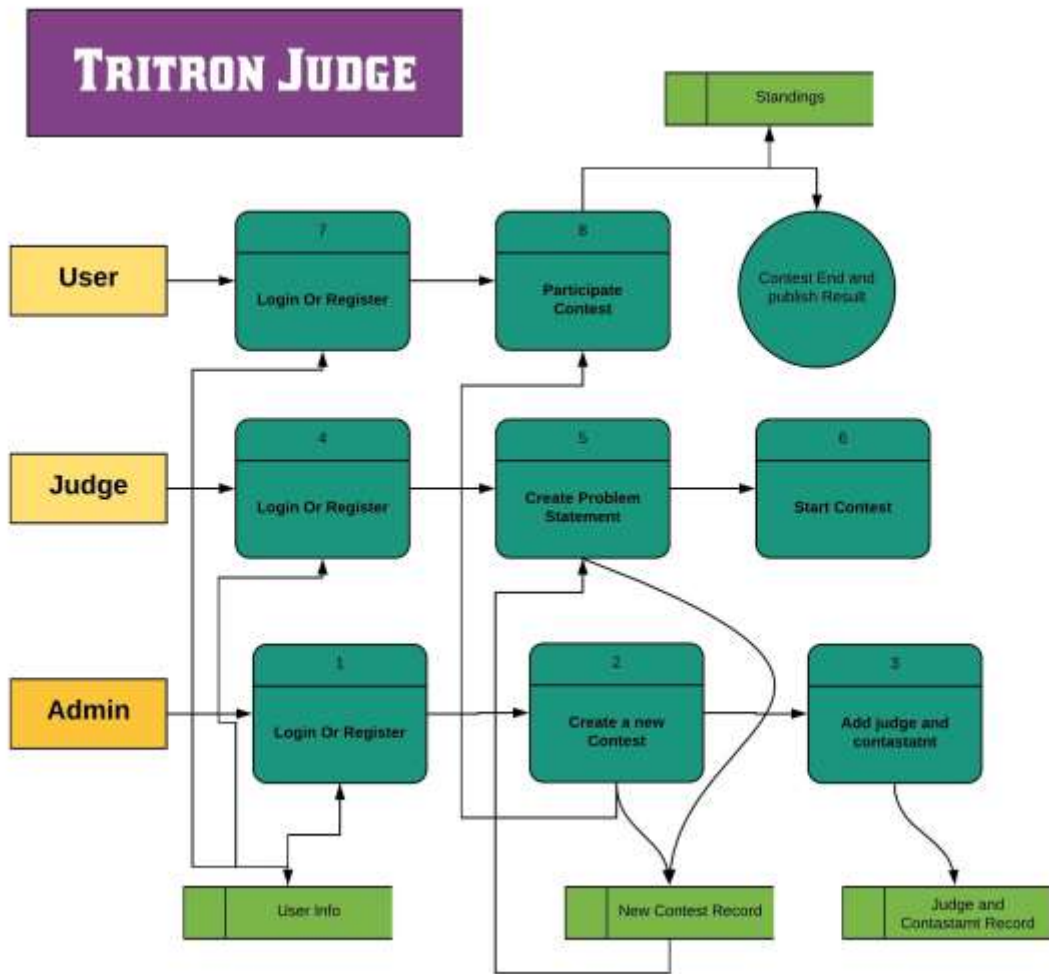 TRITRON JUDGE
Standings
User
7
Login Or Register
8
Participate
Contest
Contest End and
publish Result
Judge
4
Login Or Register
5
Create Problem
Statement
6
Start Contest
Admin
1
Login Or Register
2
Create a new
Contest
3
Add judge and
contastatnt
User Info
New Contest Record
Judge and
Contastamt Record